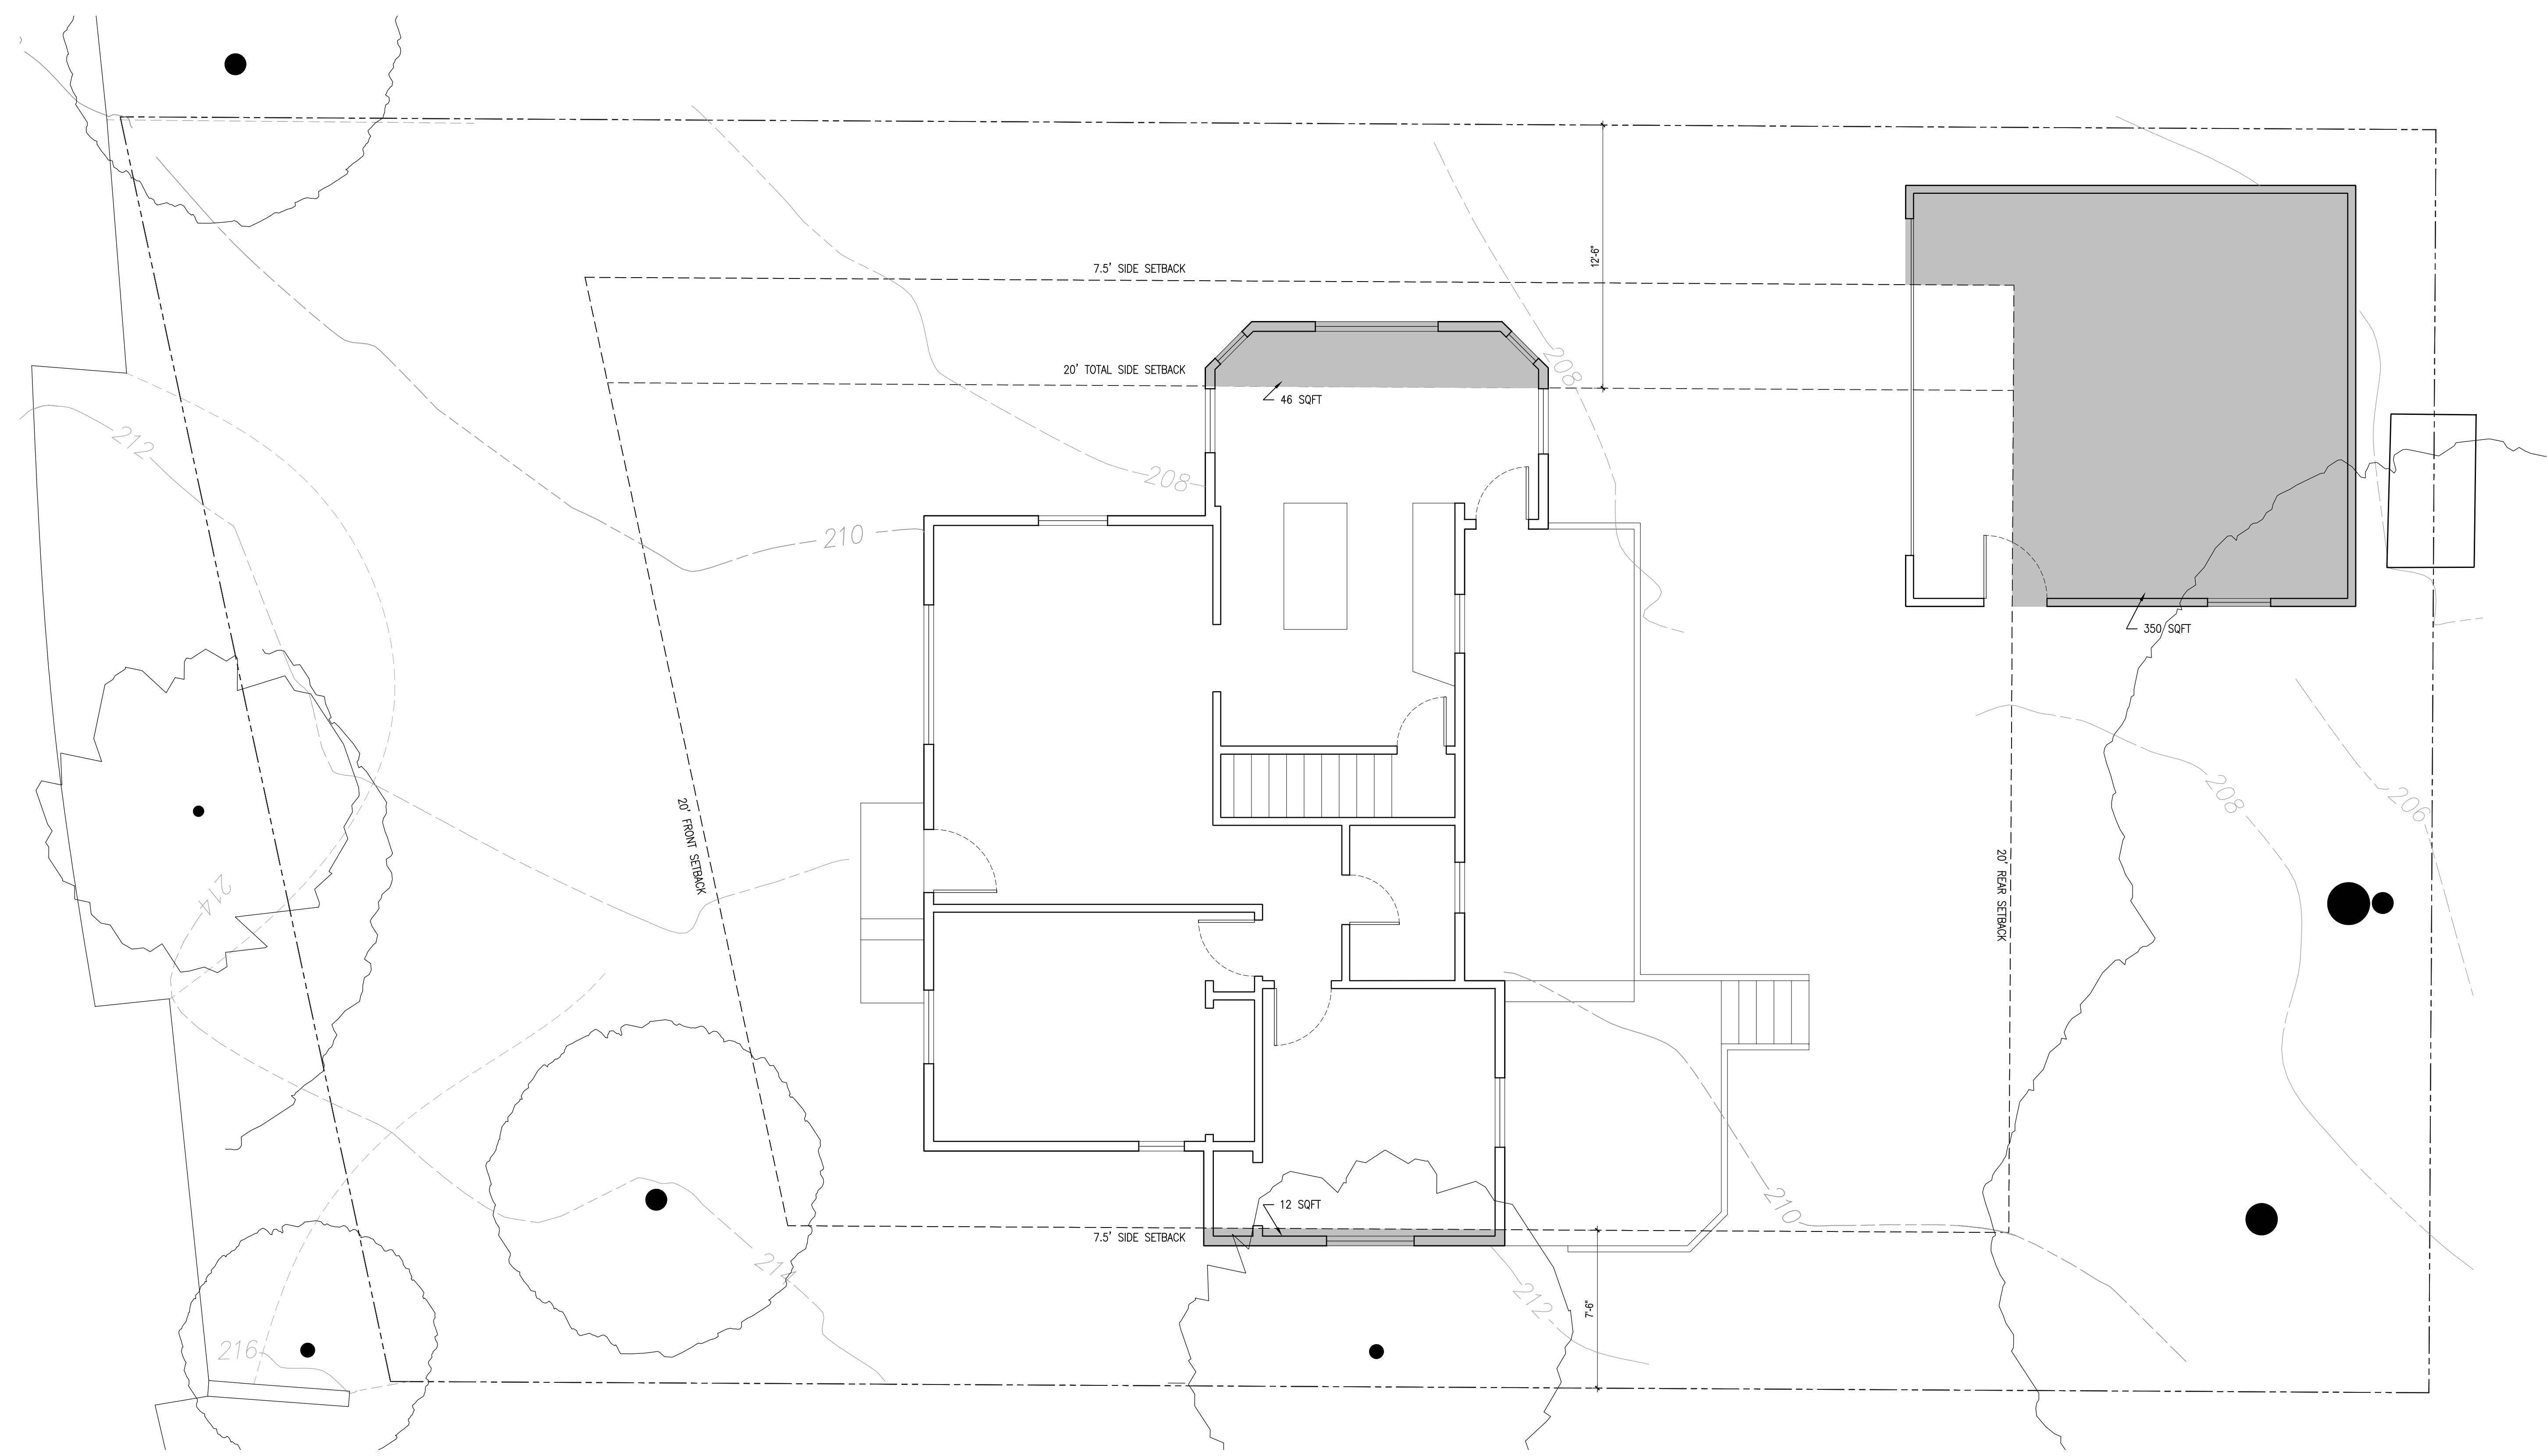 7.5' SIDE SETBACK
12'-6"
208
20' TOTAL SIDE SETBACK
46 SQFT
212
208
210
350 SQFT
20' FRONT SETBACK
208
206
20' REAR SETBACK
214
12 SQFT
210
7.5' SIDE SETBACK
214
212
7'-6"
216